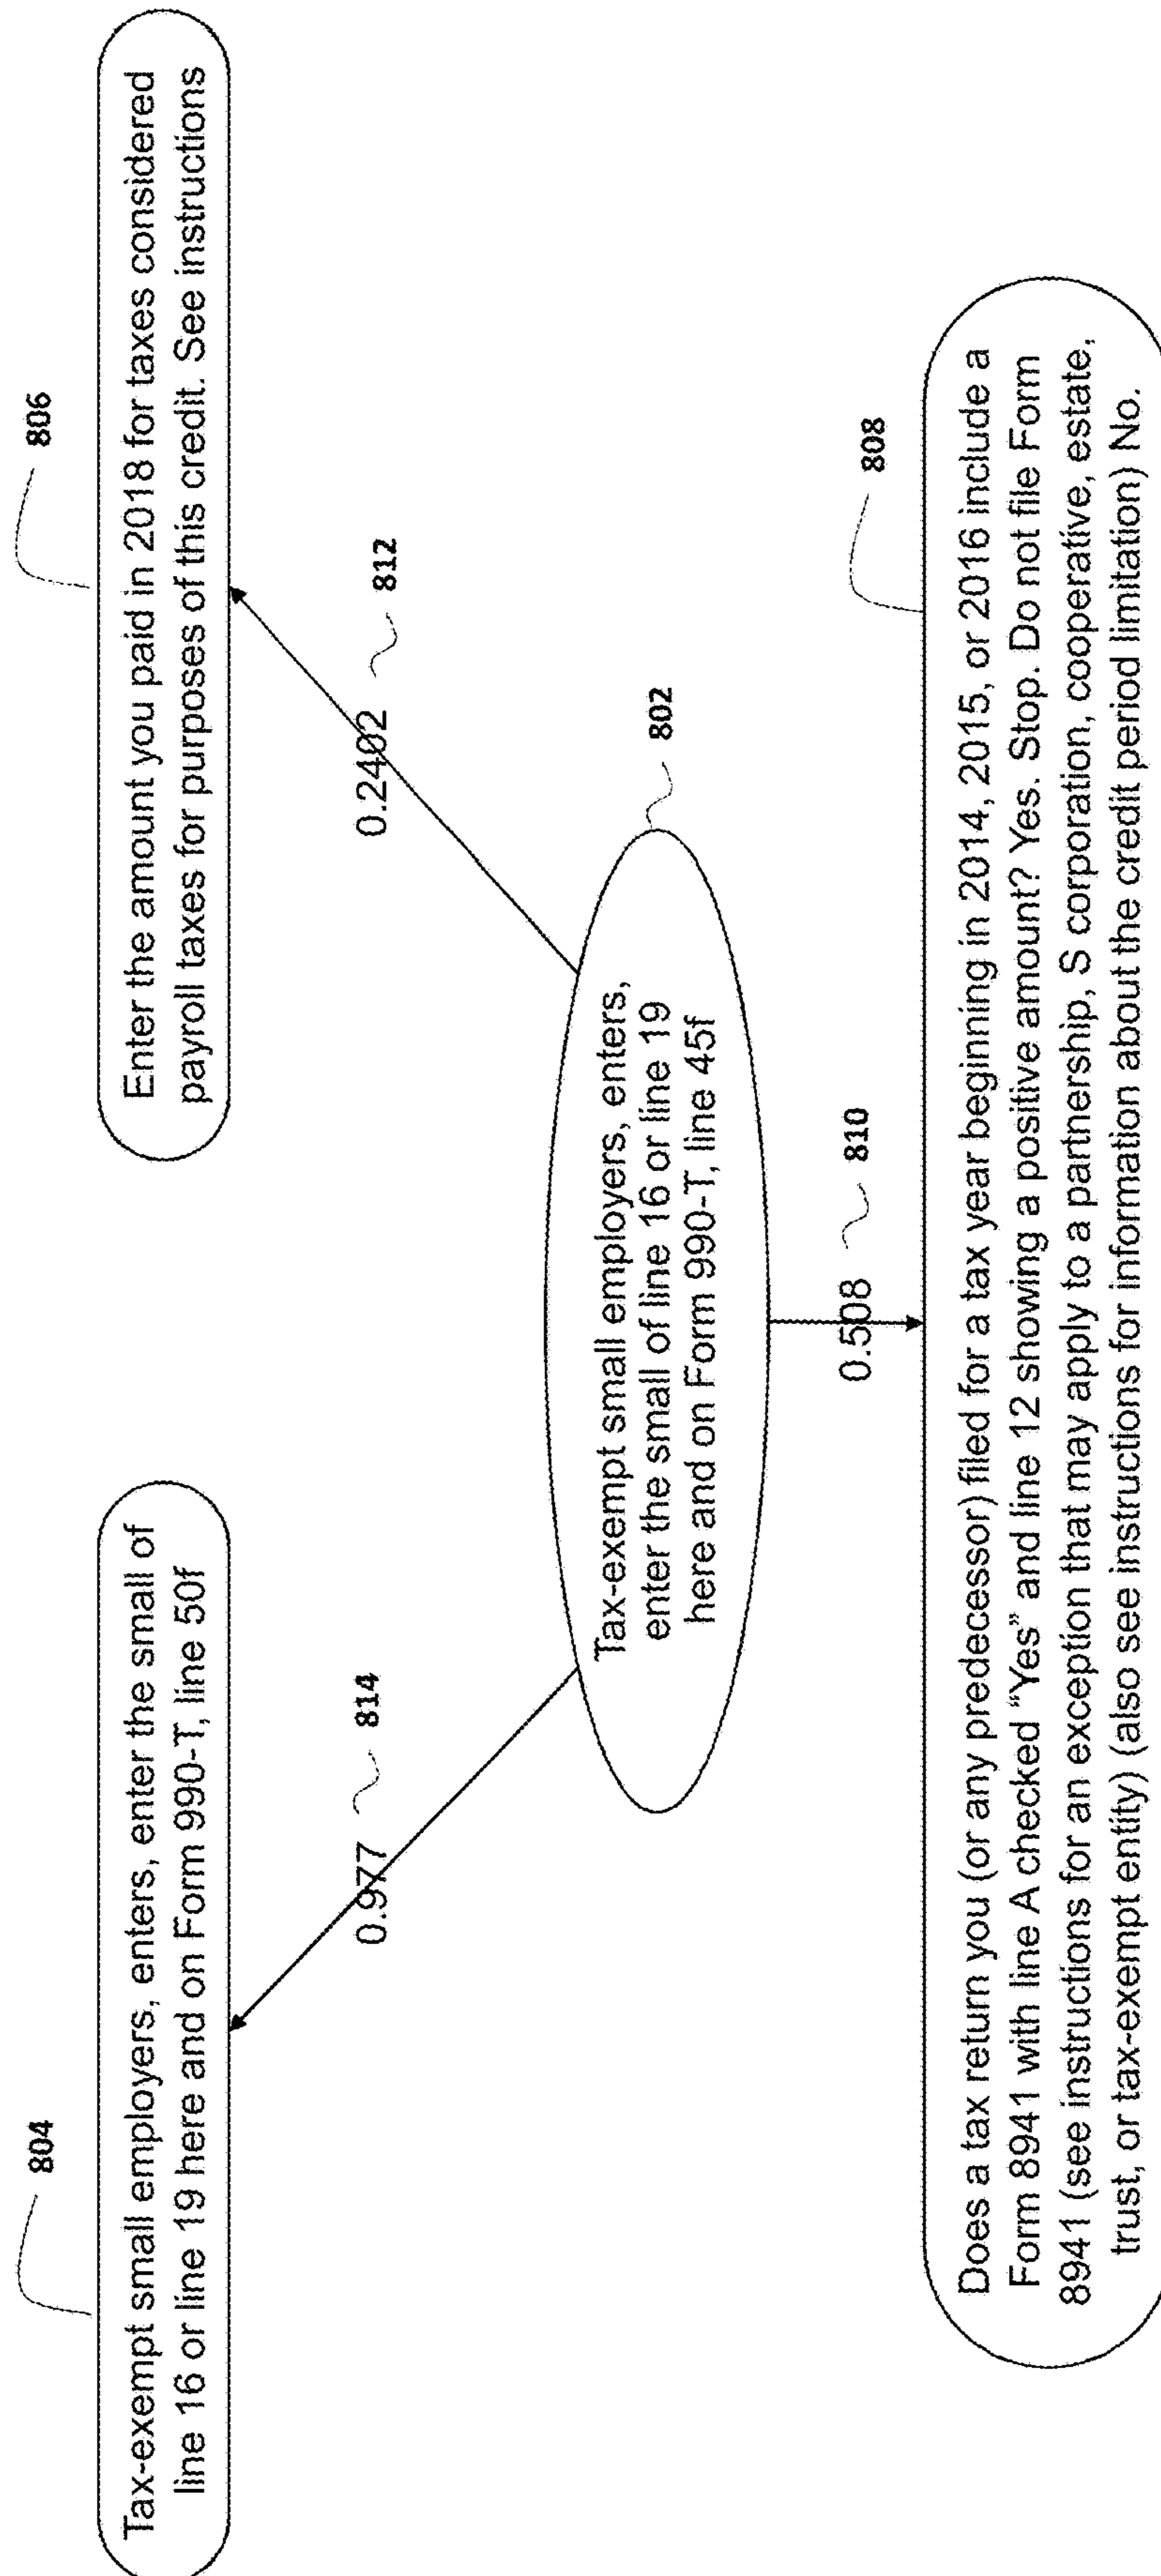 804
Tax-exempt small employers, enters, enter the small of
line 16 or line 19 here and on Form 990-T, line 50f
806
Enter the amount you paid in 2018 for taxes considered
payroll taxes for purposes of this credit. See instructions
0.977
814
0.2402
812
802
Tax-exempt small employers, enters,
enter the small of line 16 or line 19
here and on Form 990-T, line 45f
0.508
810
808
Does a tax return you (or any predecessor) filed for a tax year beginning in 2014, 2015, or 2016 include a
Form 8941 with line A checked “Yes” and line 12 showing a positive amount? Yes. Stop. Do not file Form
8941 (see instructions for an exception that may apply to a partnership, S corporation, cooperative, estate,
trust, or tax-exempt entity) (also see instructions for information about the credit period limitation) No.